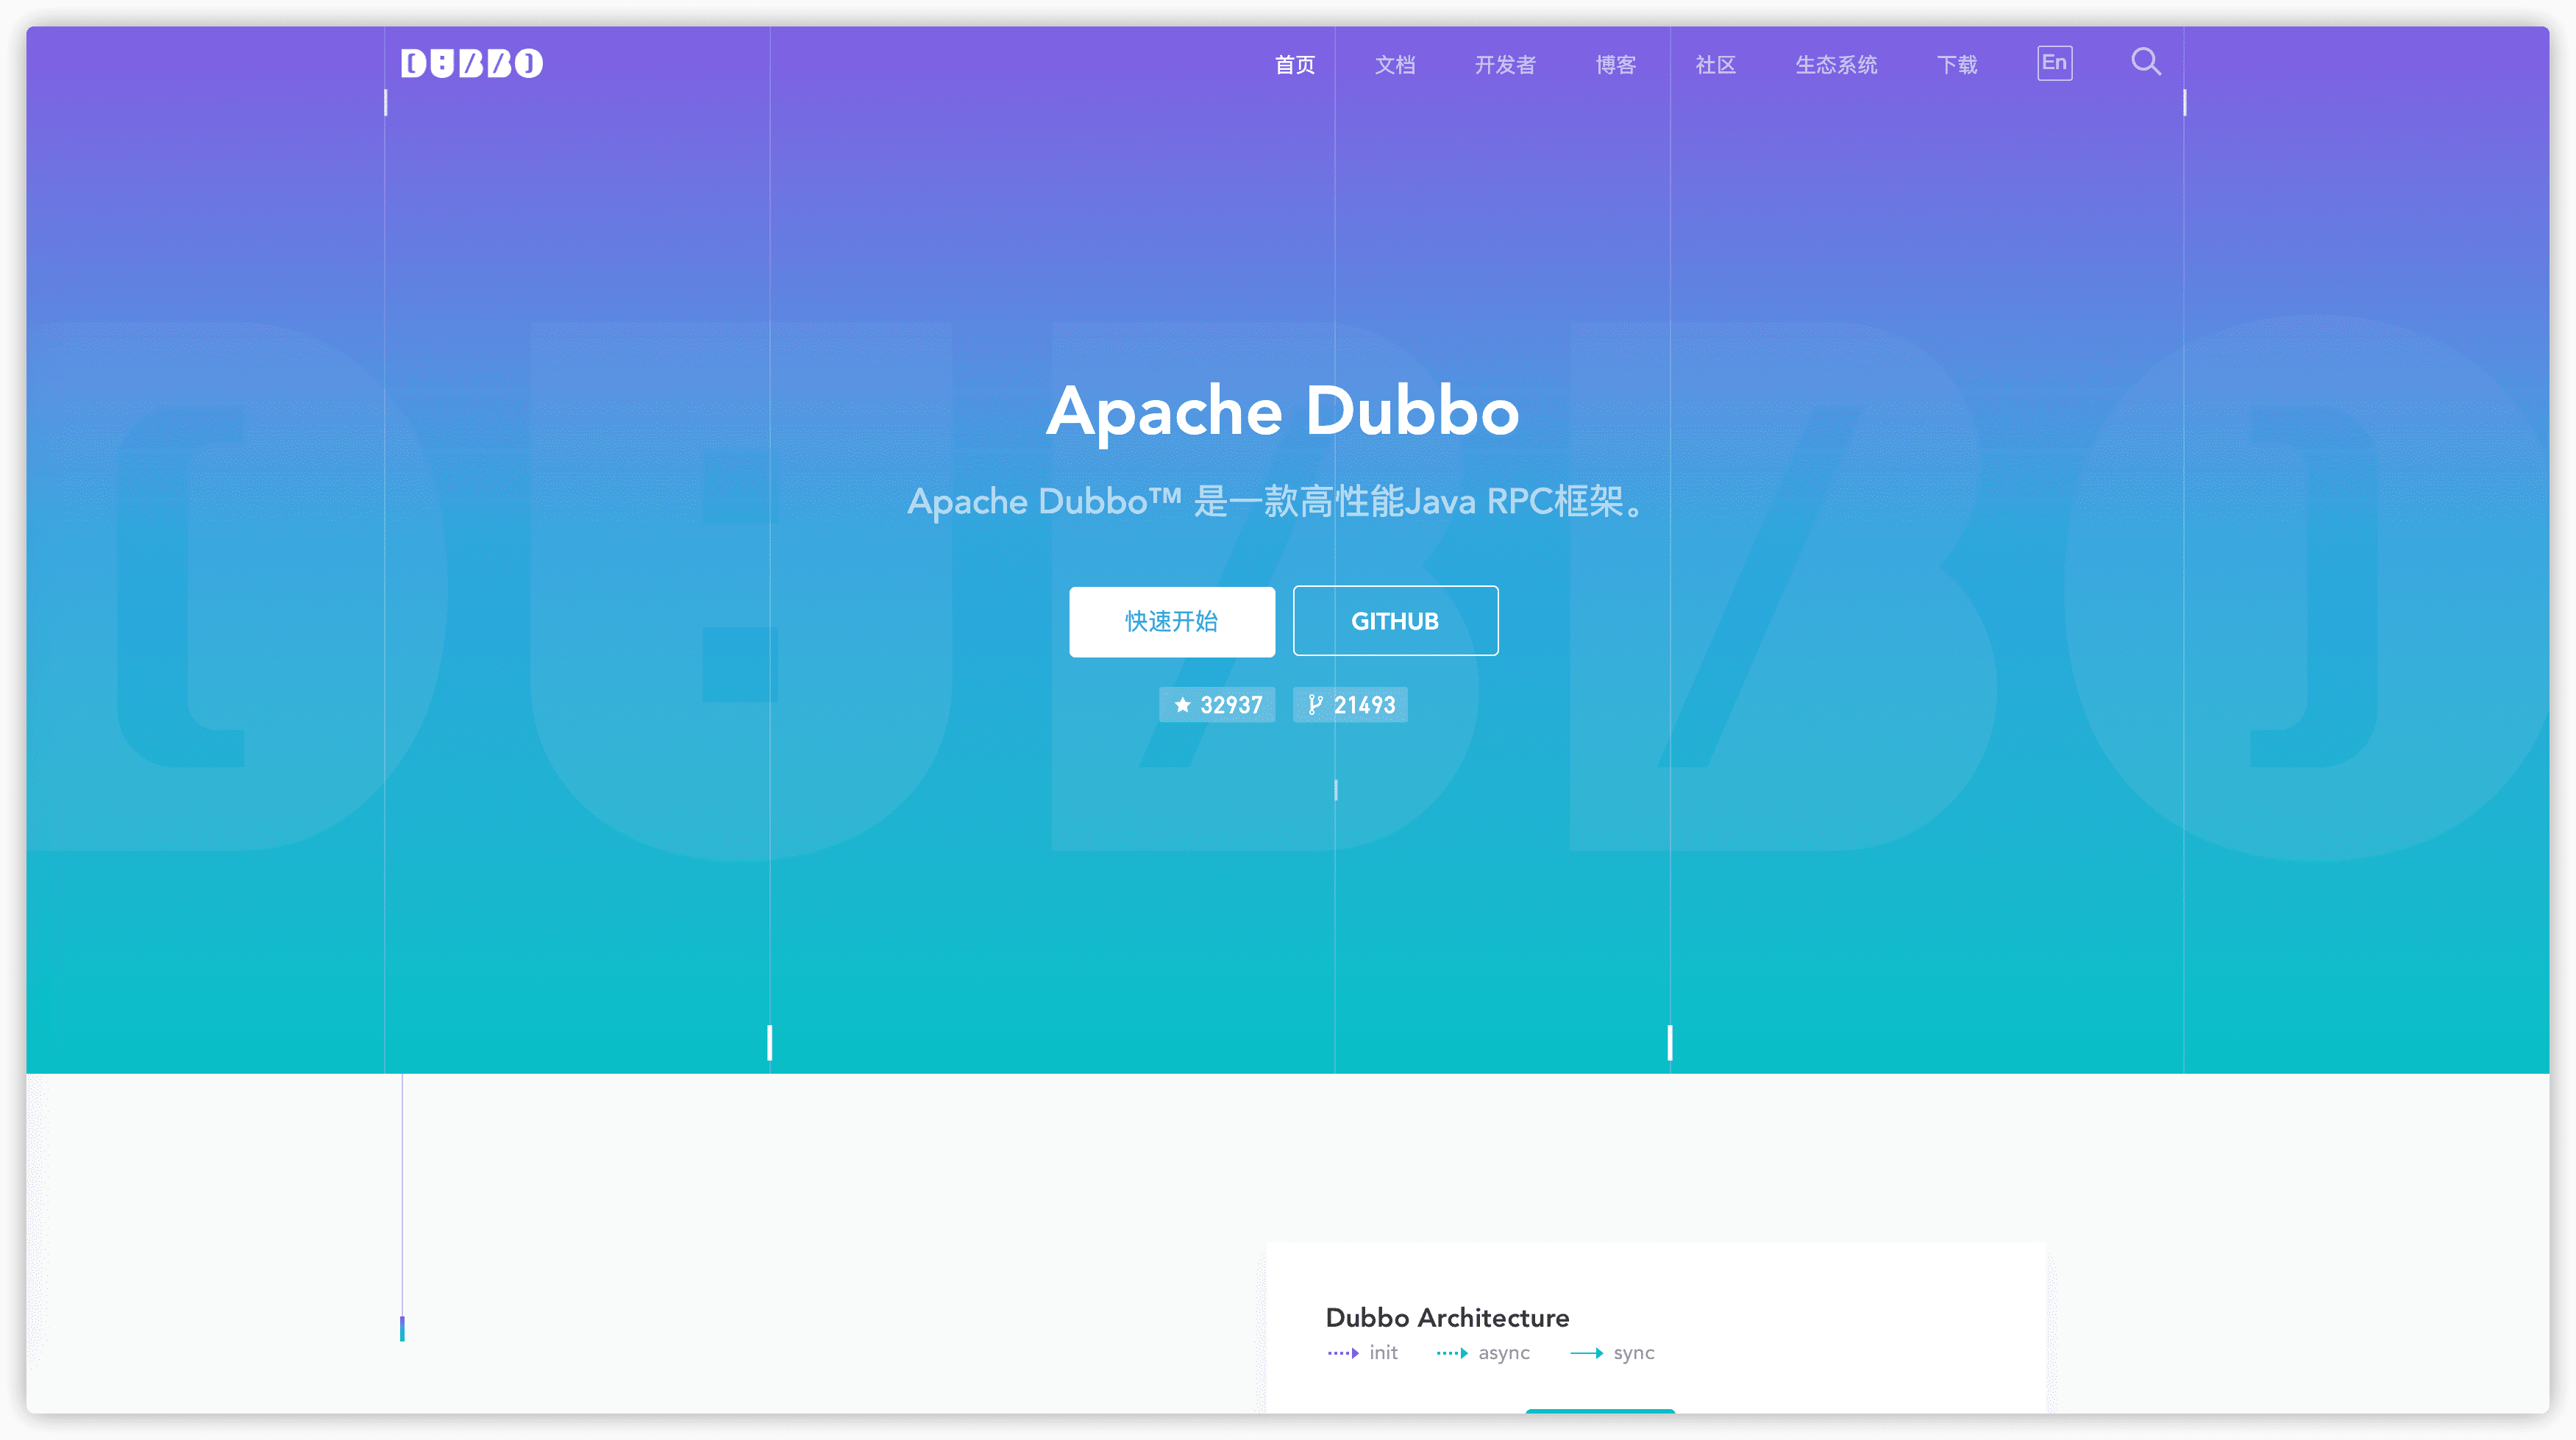 DUBBO 首页 文档 开发者 博客 社区 生态系统 下载 En
Apache Dubbo
Apache Dubbo™ 是一款高性能Java RPC框架。
快速开始 GITHUB
32937 21493
DUBBO
Dubbo Architecture
init async sync